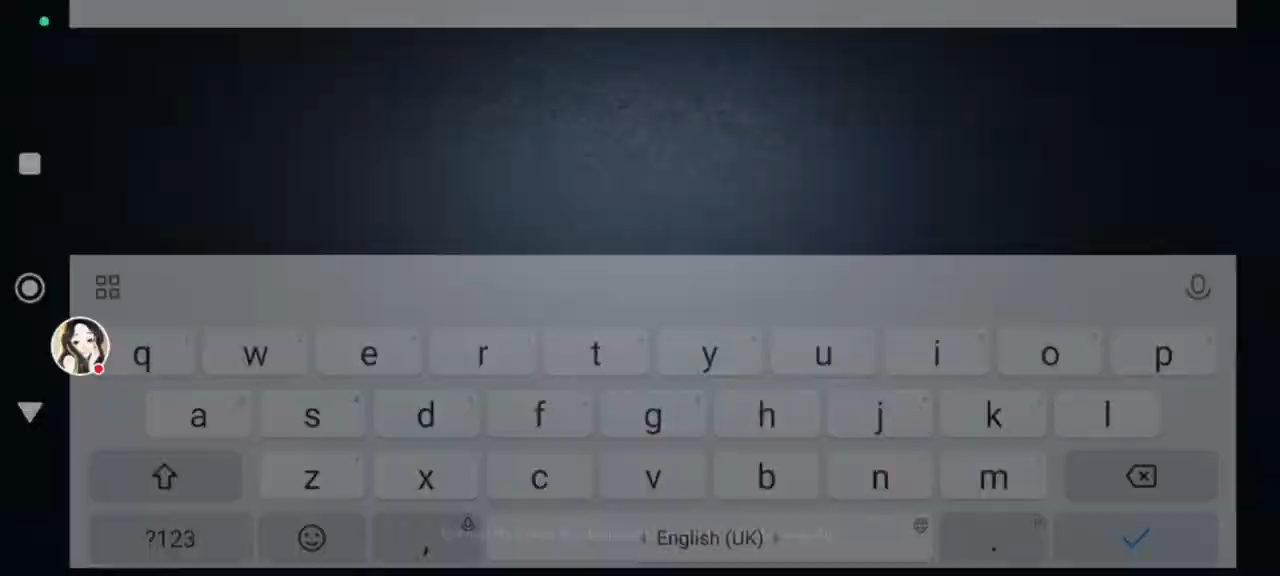 q w e r t y u i o p
a s d f g h j k l
z x c v b n m
?123 , English (UK) .